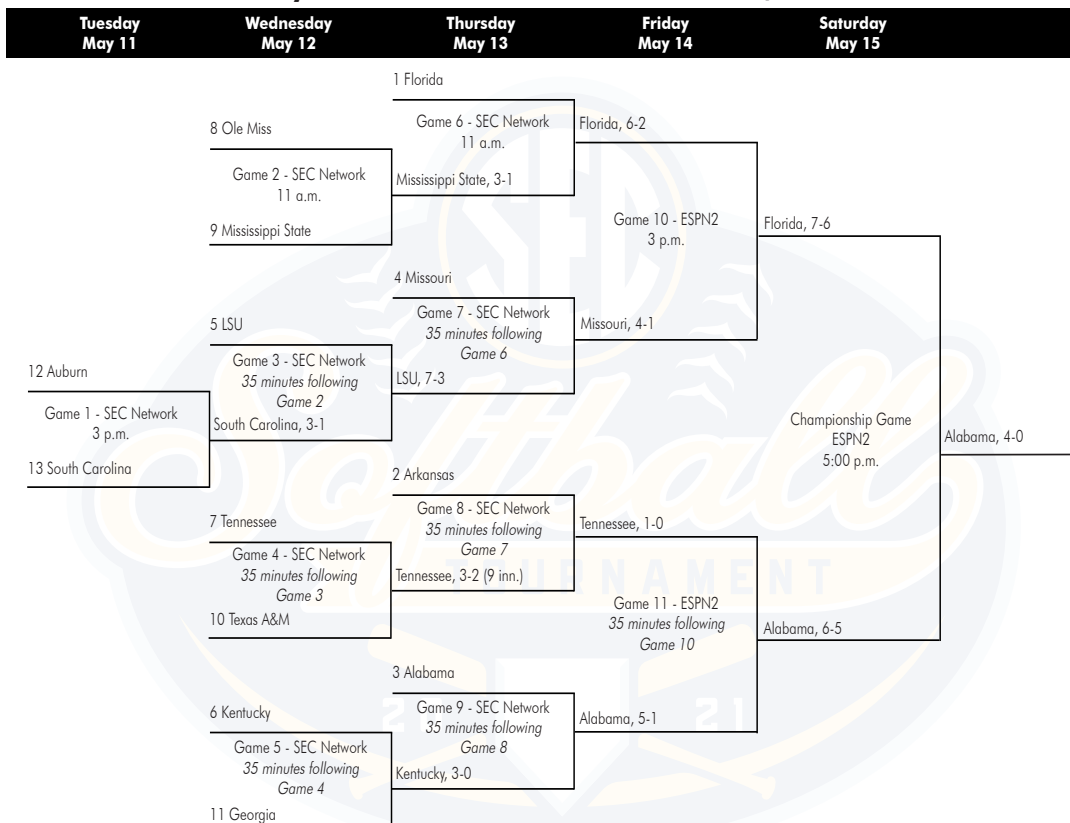 Tuesday
May 11
Wednesday
May 12
Thursday
May 13
Friday
May 14
Saturday
May 15
12 Auburn
Game 1 - SEC Network
3 p.m.
13 South Carolina
8 Ole Miss
Game 2 - SEC Network
11 a.m.
9 Mississippi State
5 LSU
Game 3 - SEC Network
35 minutes following
Game 2
South Carolina, 3-1
7 Tennessee
Game 4 - SEC Network
35 minutes following
Game 3
10 Texas A&M
6 Kentucky
Game 5 - SEC Network
35 minutes following
Game 4
11 Georgia
1 Florida
Game 6 - SEC Network
11 a.m.
Mississippi State, 3-1
4 Missouri
Game 7 - SEC Network
35 minutes following
Game 6
LSU, 7-3
2 Arkansas
Game 8 - SEC Network
35 minutes following
Game 7
Tennessee, 3-2 (9 inn.)
3 Alabama
Game 9 - SEC Network
35 minutes following
Game 8
Kentucky, 3-0
Florida, 6-2
Game 10 - ESPN2
3 p.m.
Missouri, 4-1
Tennessee, 1-0
Game 11 - ESPN2
35 minutes following
Game 10
Alabama, 5-1
Florida, 7-6
Championship Game
ESPN2
5:00 p.m.
Alabama, 6-5
Alabama, 4-0
SEC
Softball
TOURNAMENT
21